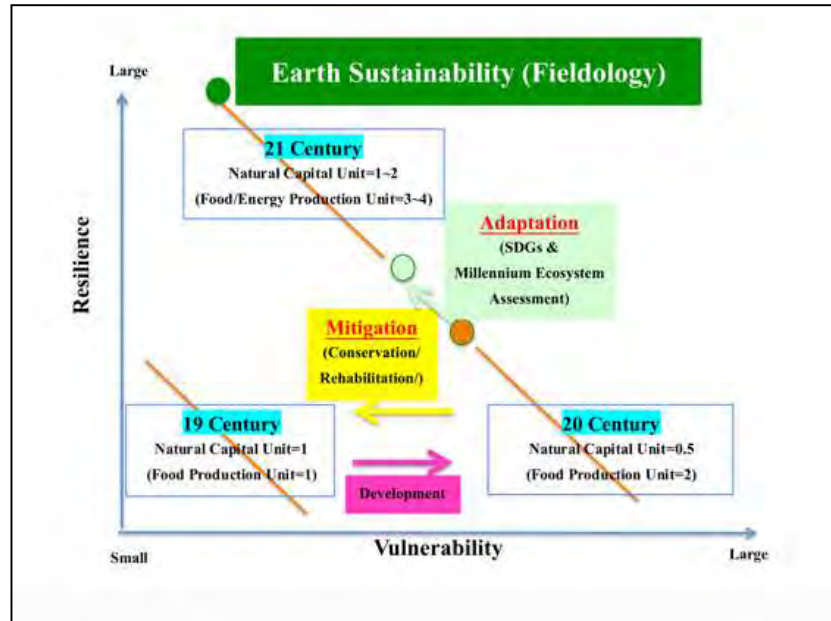 Earth Sustainability (Fieldology)
Large
21 Century
Natural Capital Unit=1~2
(Food/Energy Production Unit=3~4)
Adaptation
(SDGs &
Millennium Ecosystem
Assessment)
Resilience
Mitigation
(Conservation/
Rehabilitation/)
19 Century
Natural Capital Unit=1
(Food Production Unit=1)
20 Century
Natural Capital Unit=0.5
(Food Production Unit=2)
Development
Small
Vulnerability
Large